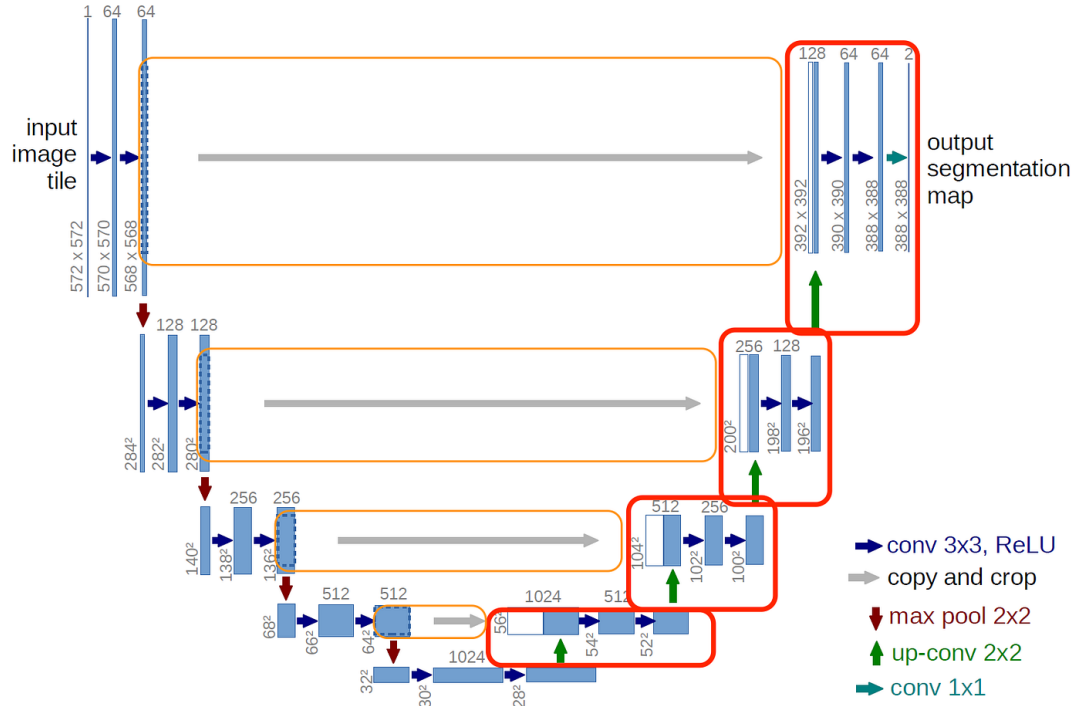 1 64 64
128 64 64 2
input
image
tile
output
segmentation
map
572 x 572
570 x 570
568 x 568
392 x 392
390 x 390
388 x 388
388 x 388
128 128
256 128
284²
282²
280²
200²
198²
196²
256 256
512 256
140²
138²
136²
104²
102²
100²
512 512
1024 512
68²
66²
64²
56²
54²
52²
1024
32²
30²
28²
conv 3x3, ReLU
copy and crop
max pool 2x2
up-conv 2x2
conv 1x1